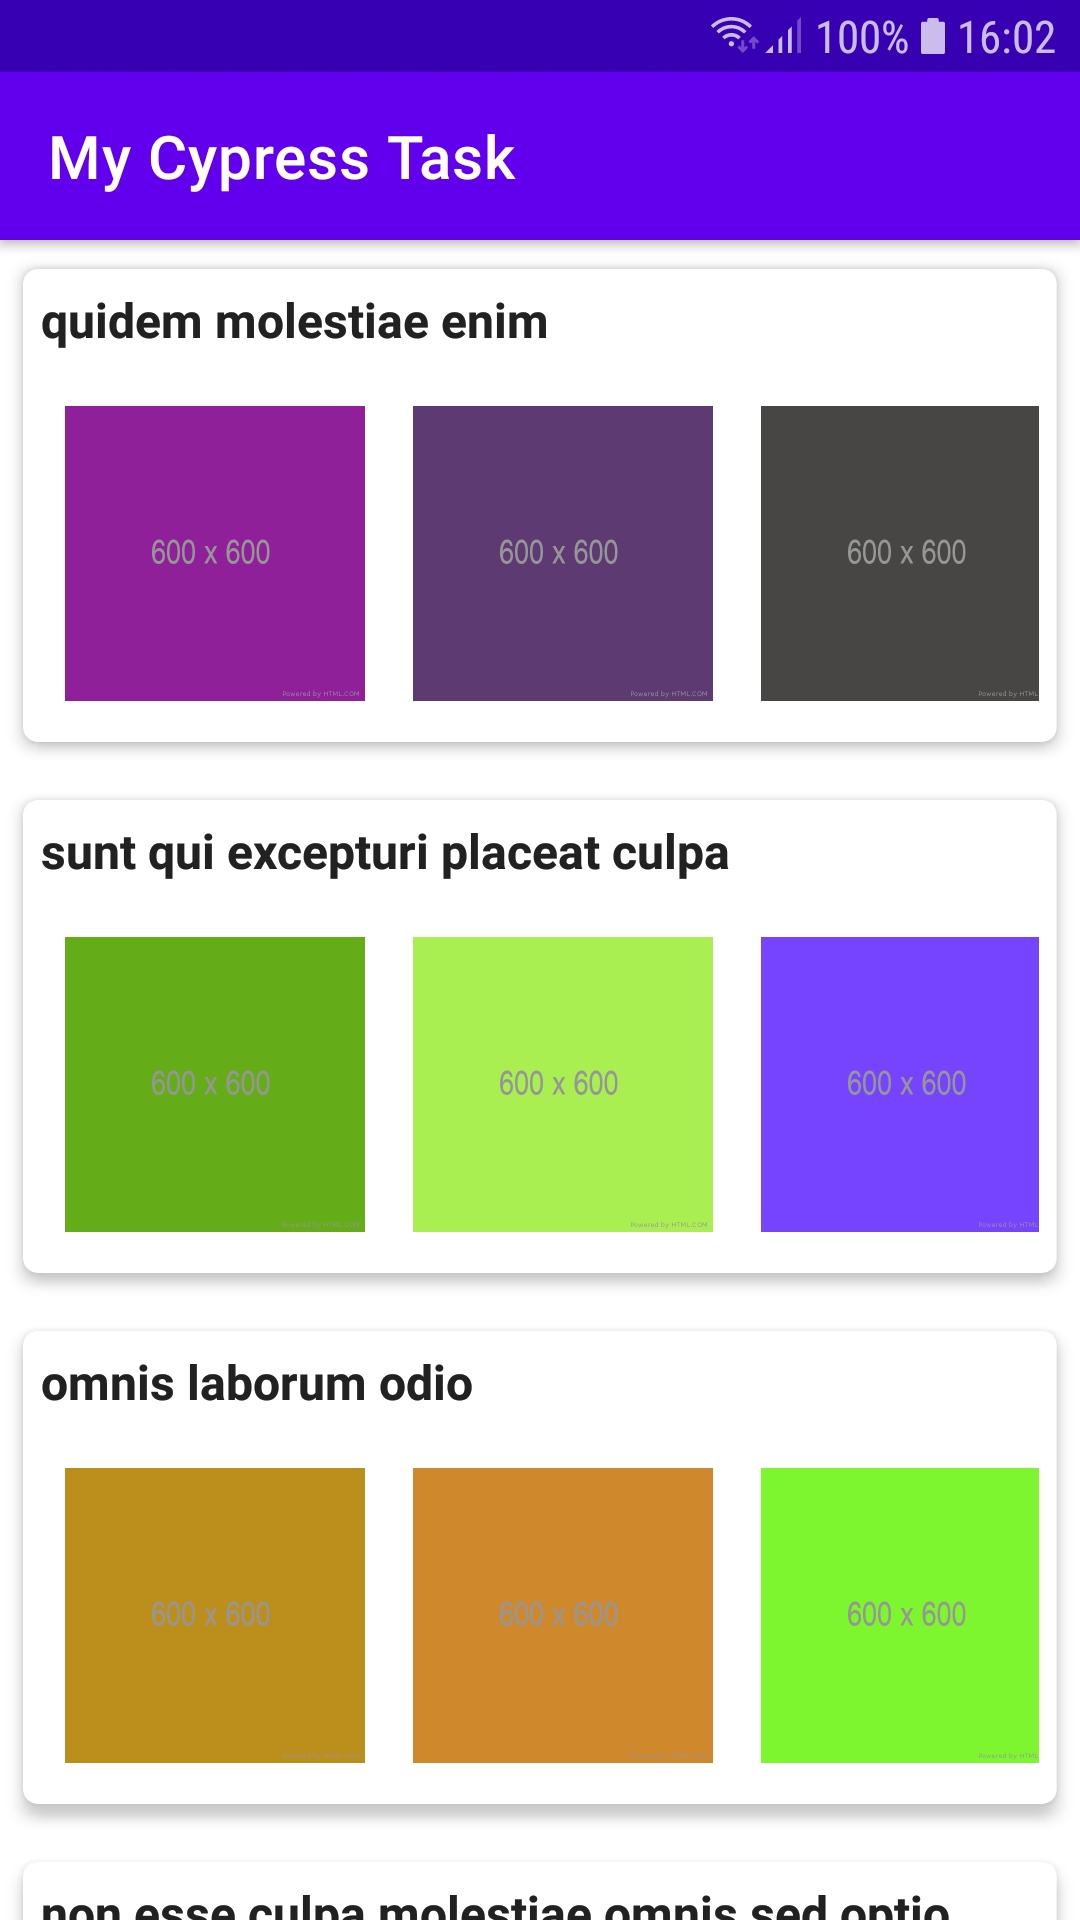 100% 16:02
My Cypress Task
quidem molestiae enim
600 x 600 600 x 600 600 x 600
Powered by HTML.COM Powered by HTML.COM Powered by HTML
sunt qui excepturi placeat culpa
600 x 600 600 x 600 600 x 600
Powered by HTML.COM Powered by HTML.COM Powered by HTML
omnis laborum odio
600 x 600 600 x 600 600 x 600
Powered by HTML
non esse culpa molestiae omnis sed optio